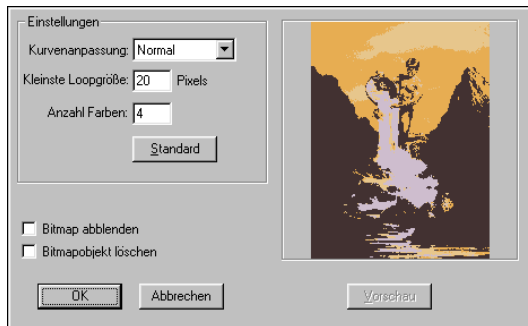 Einstellungen
Kurvenanpassung: Normal
Kleinste Loopgröße: 20 Pixels
Anzahl Farben: 4
Standard
Bitmap abblenden
Bitmapobjekt löschen
OK Abbrechen Vorschau